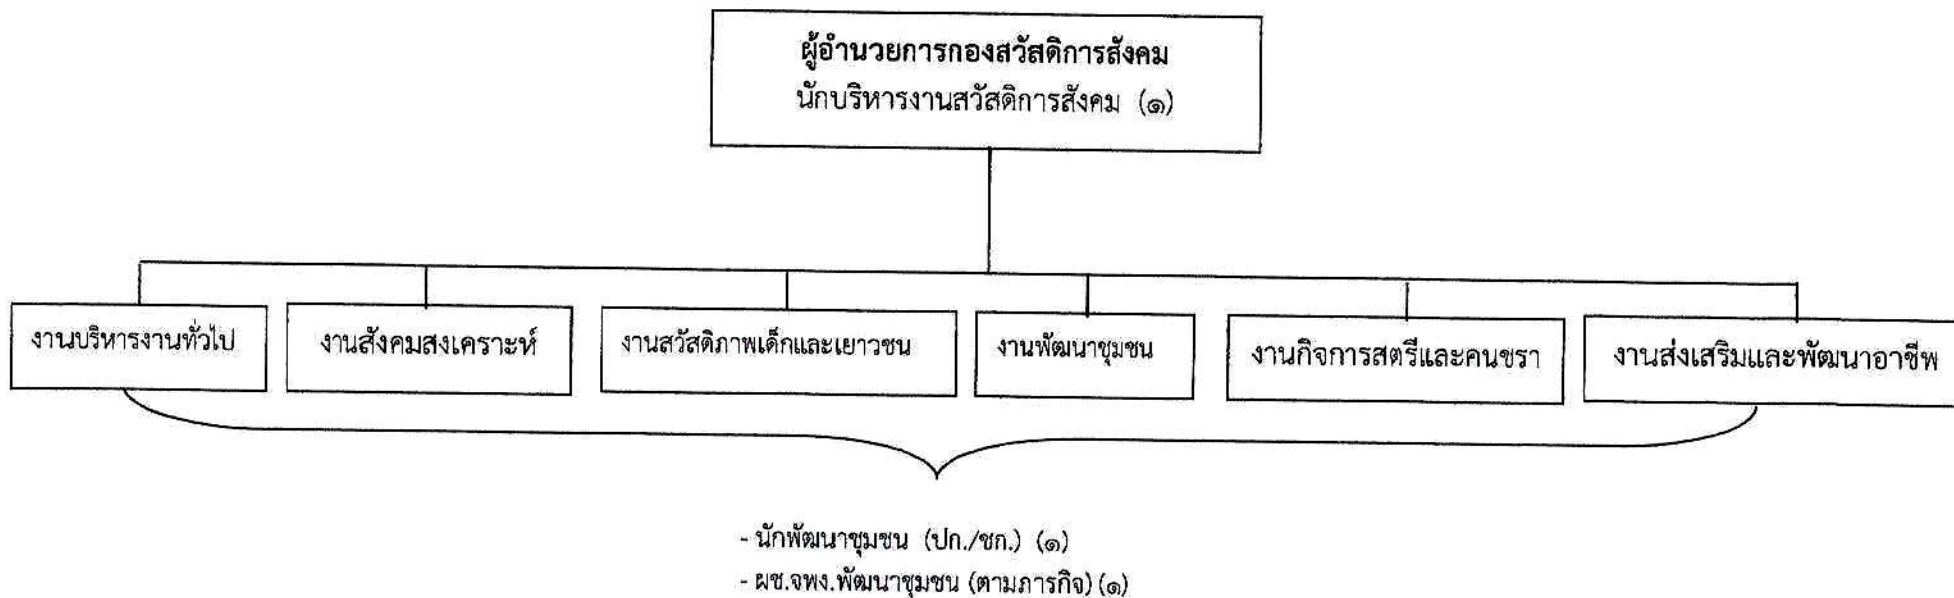 ผู้อำนวยการกองสวัสดิการสังคม
นักบริหารงานสวัสดิการสังคม (๑)
งานบริหารงานทั่วไป
งานสังคมสงเคราะห์
งานสวัสดิภาพเด็กและเยาวชน
งานพัฒนาชุมชน
งานกิจการสตรีและคนชรา
งานส่งเสริมและพัฒนาอาชีพ
- นักพัฒนาชุมชน (ปก./ชก.) (๑)
- ผช.จพง.พัฒนาชุมชน (ตามภารกิจ) (๑)